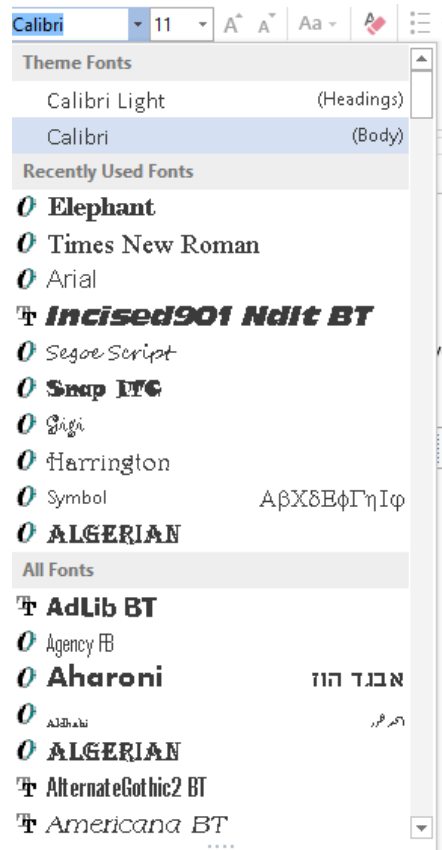 Calibri 11 A A Aa
Theme Fonts
Calibri Light (Headings)
Calibri (Body)
Recently Used Fonts
Elephant
Times New Roman
Arial
Incised901 NdIt BT
Segoe Script
Snap ITC
Gigi
Harrington
Symbol ΑβΧδΕφΓηΙφ
ALGERIAN
All Fonts
AdLib BT
Agency FB
Aharoni אבגד הוז
Aldhabi
ALGERIAN
AlternateGothic2 BT
Americana BT